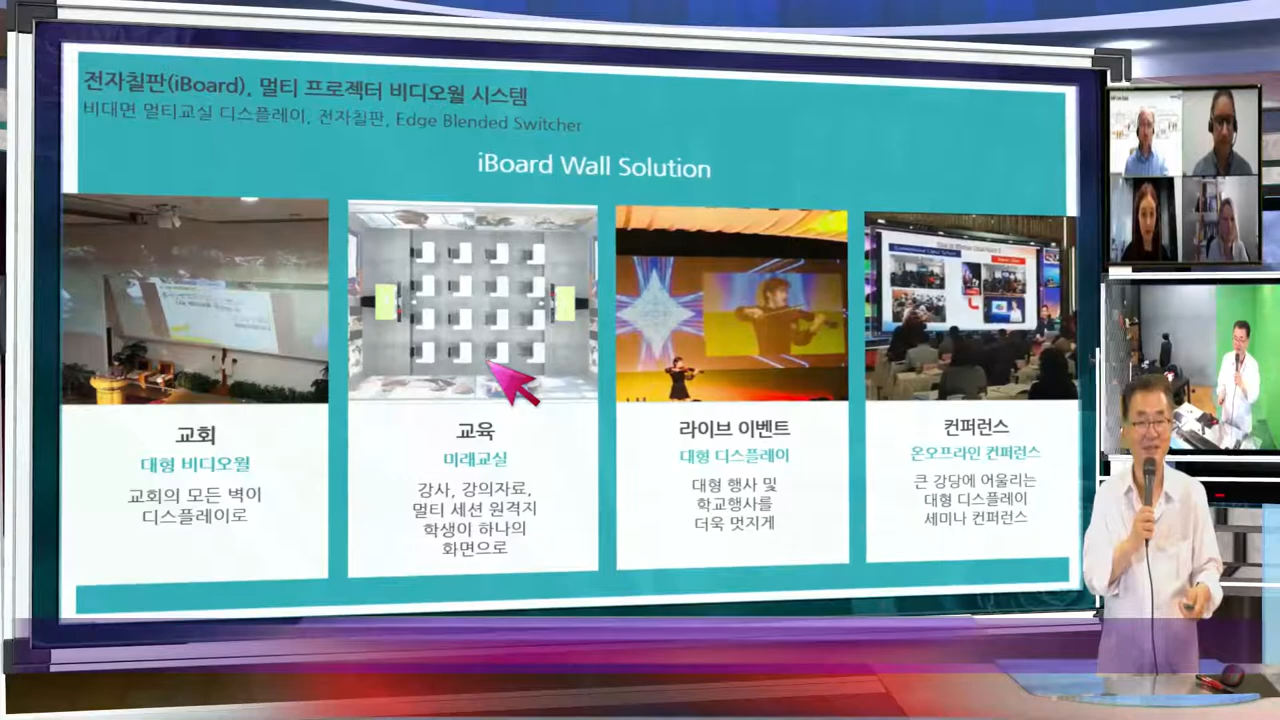 전자칠판(iBoard), 멀티 프로젝터 비디오월 시스템
비대면 멀티교실 디스플레이, 전자칠판, Edge Blended Switcher
iBoard Wall Solution
교회
대형 비디오월
교회의 모든 벽이
디스플레이로
교육
미래교실
강사, 강의자료,
멀티 세션 원격지
학생이 하나의
화면으로
라이브 이벤트
대형 디스플레이
대형 행사 및
학교행사를
더욱 멋지게
컨퍼런스
온오프라인 컨퍼런스
큰 강당에 어울리는
대형 디스플레이
세미나 컨퍼런스